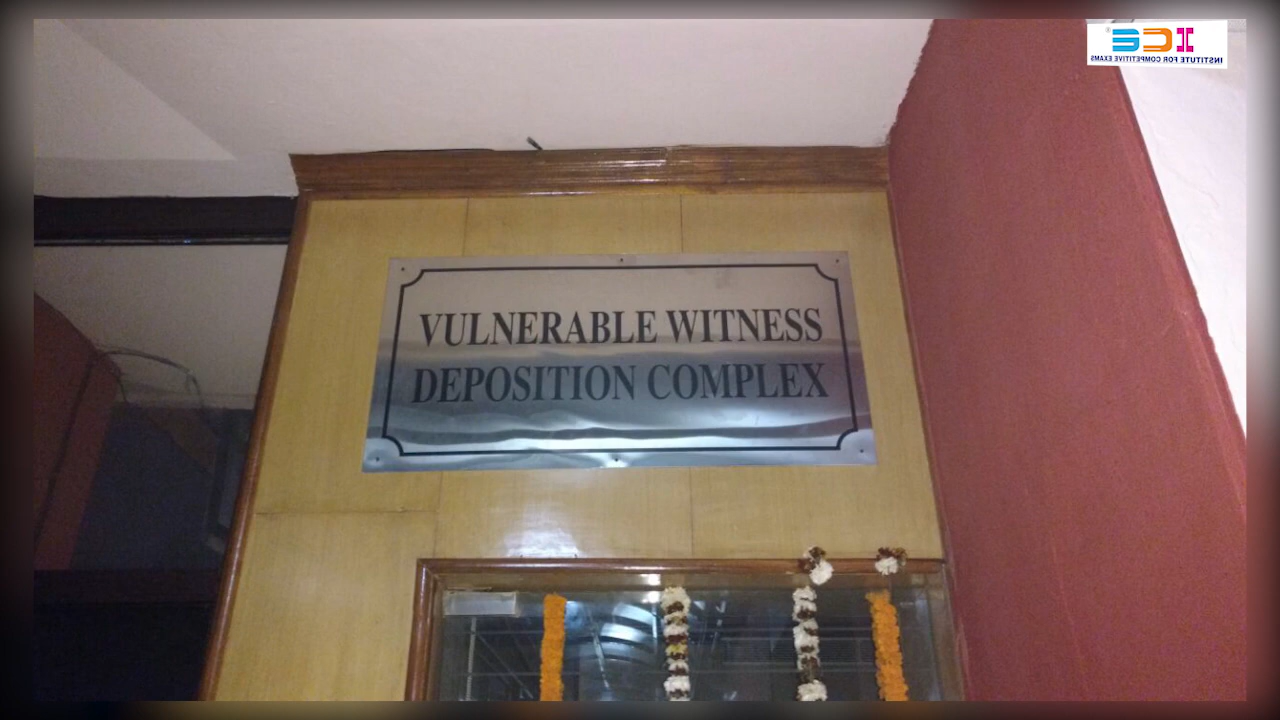 ICE
INSTITUTE FOR COMPETITIVE EXAMS
VULNERABLE WITNESS
DEPOSITION COMPLEX